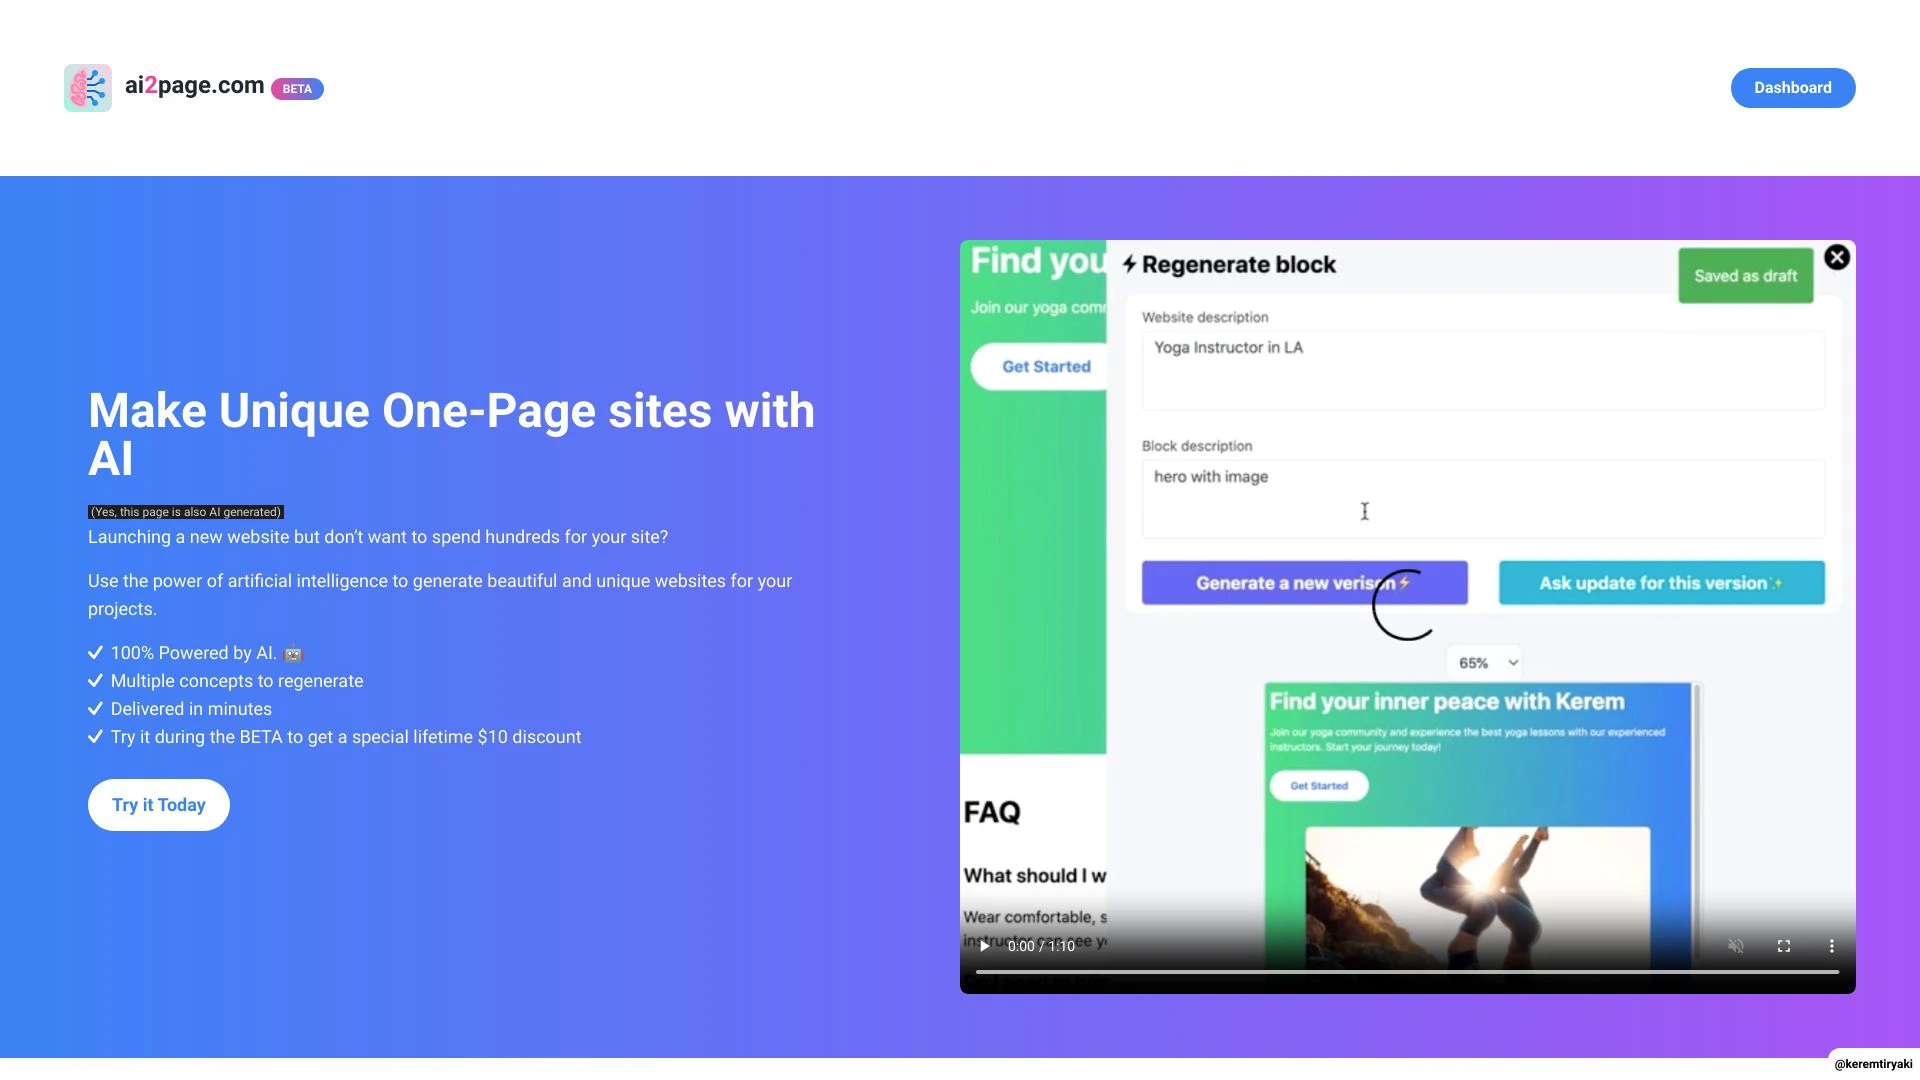 ai2page.com BETA
Dashboard
Make Unique One-Page sites with
AI
(Yes, this page is also AI generated)
Launching a new website but don’t want to spend hundreds for your site?
Use the power of artificial intelligence to generate beautiful and unique websites for your
projects.
100% Powered by AI. 🤖
Multiple concepts to regenerate
Delivered in minutes
Try it during the BETA to get a special lifetime $10 discount
Try it Today
Find you
Join our yoga comm
Get Started
FAQ
What should I w
Wear comfortable, s
instructor can see yo
⚡Regenerate block
Saved as draft
Website description
Yoga Instructor in LA
Block description
hero with image
Generate a new verison⚡
Ask update for this version✨
65%
Find your inner peace with Kerem
Join our yoga community and experience the best yoga lessons with our experienced
instructors. Start your journey today!
Get Started
0:00 / 1:10
@keremtiryaki